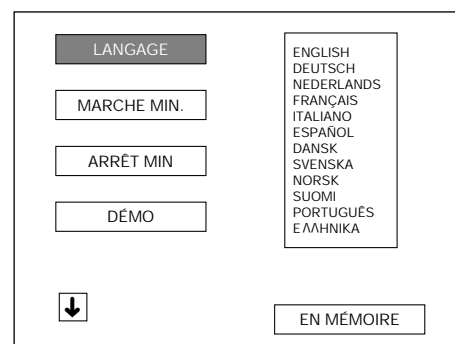 LANGAGE
MARCHE MIN.
ARRÊT MIN
DÉMO
ENGLISH
DEUTSCH
NEDERLANDS
FRANÇAIS
ITALIANO
ESPAÑOL
DANSK
SVENSKA
NORSK
SUOMI
PORTUGUÊS
ΕΛΛΗΝΙΚΑ
EN MÉMOIRE